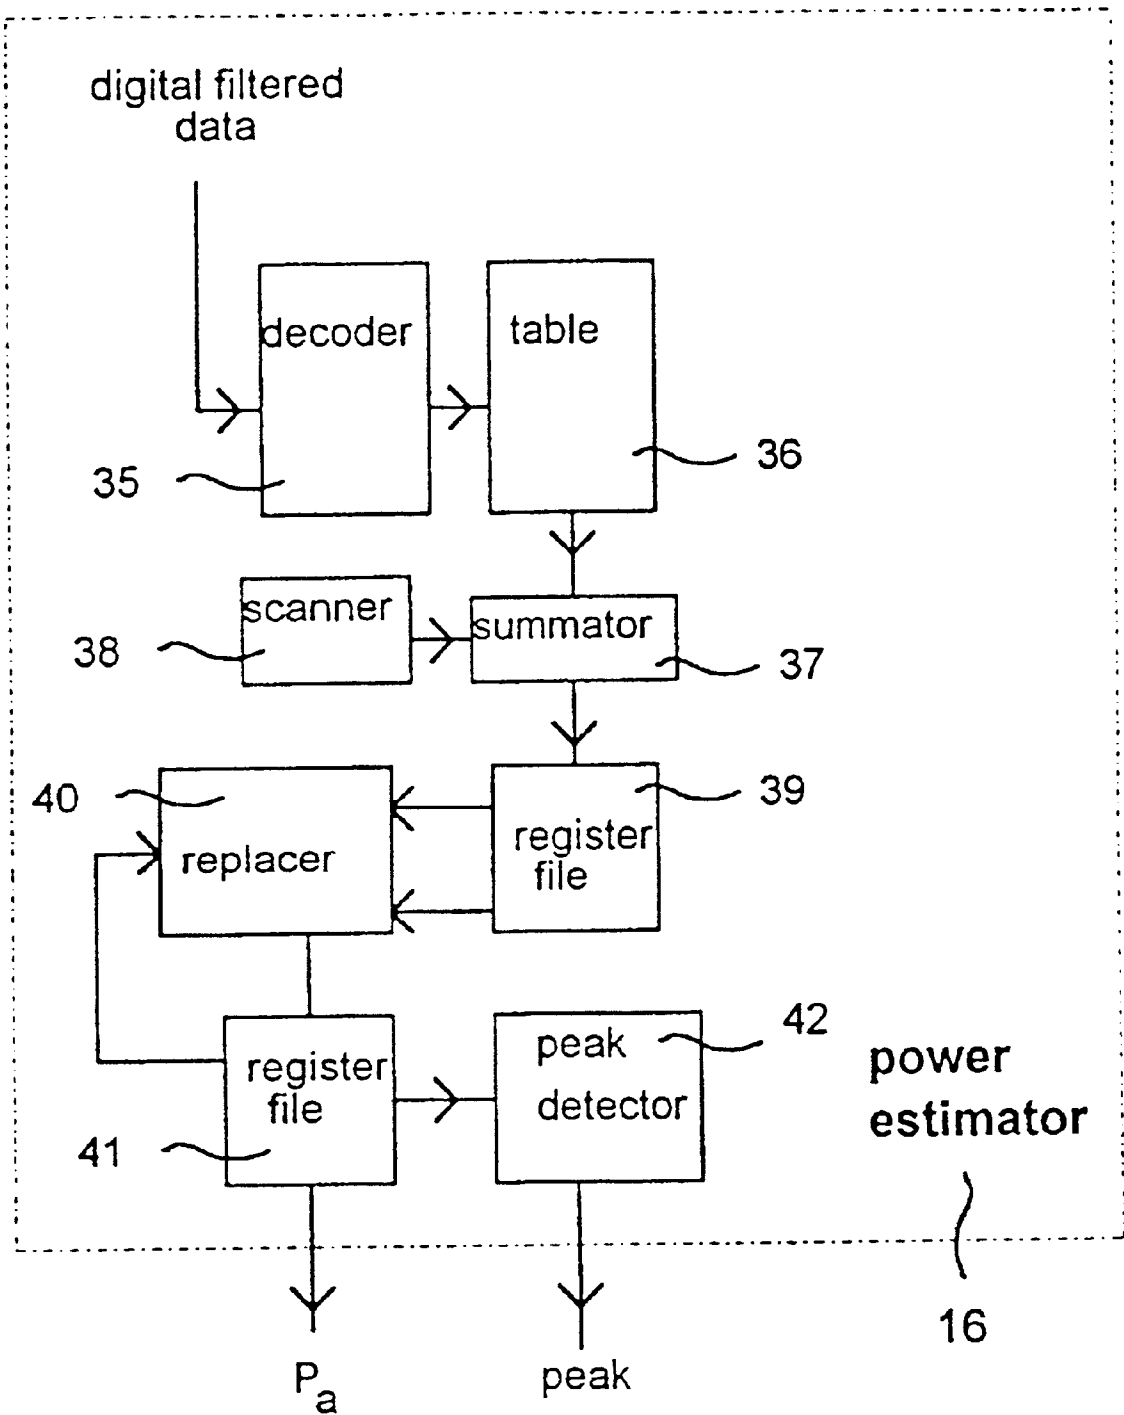 digital filtered
data
decoder
table
35
36
scanner
summator
38
37
40
39
replacer
register
file
register
file
41
peak
detector
42
power
estimator
16
Pa
peak